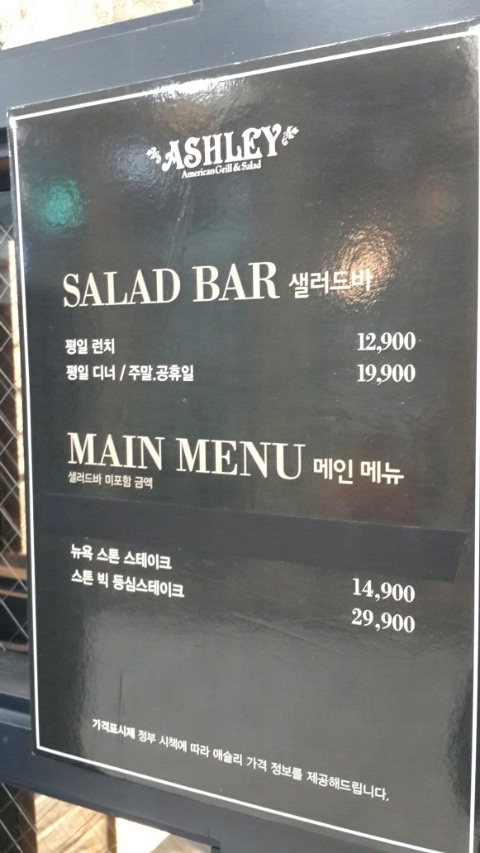 ASHLEY
American Grill & Salad
SALAD BAR 샐러드바
평일 런치 12,900
평일 디너 / 주말,공휴일 19,900
MAIN MENU 메인 메뉴
샐러드바 미포함 금액
뉴욕 스톤 스테이크 14,900
스톤 빅 등심스테이크 29,900
가격표시제 정부 시책에 따라 애슐리 가격 정보를 제공해드립니다.